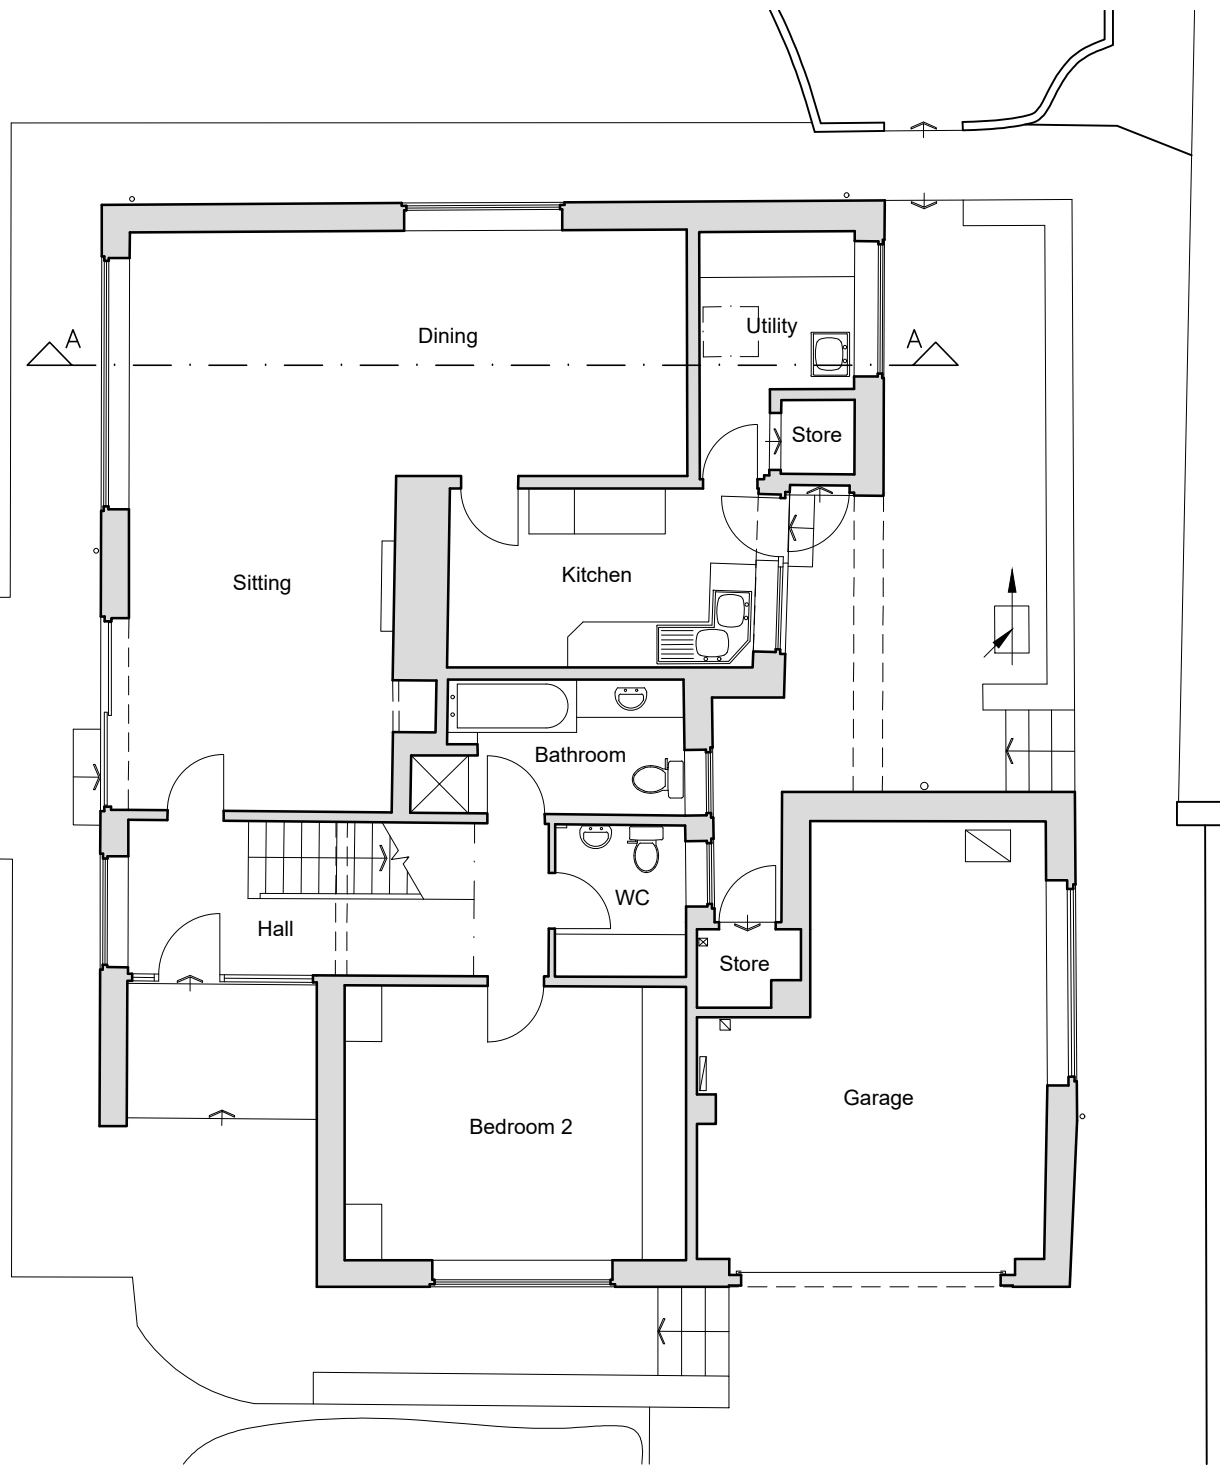 Dining
Utility
A
A
Store
Sitting
Kitchen
Bathroom
WC
Hall
Store
Garage
Bedroom 2